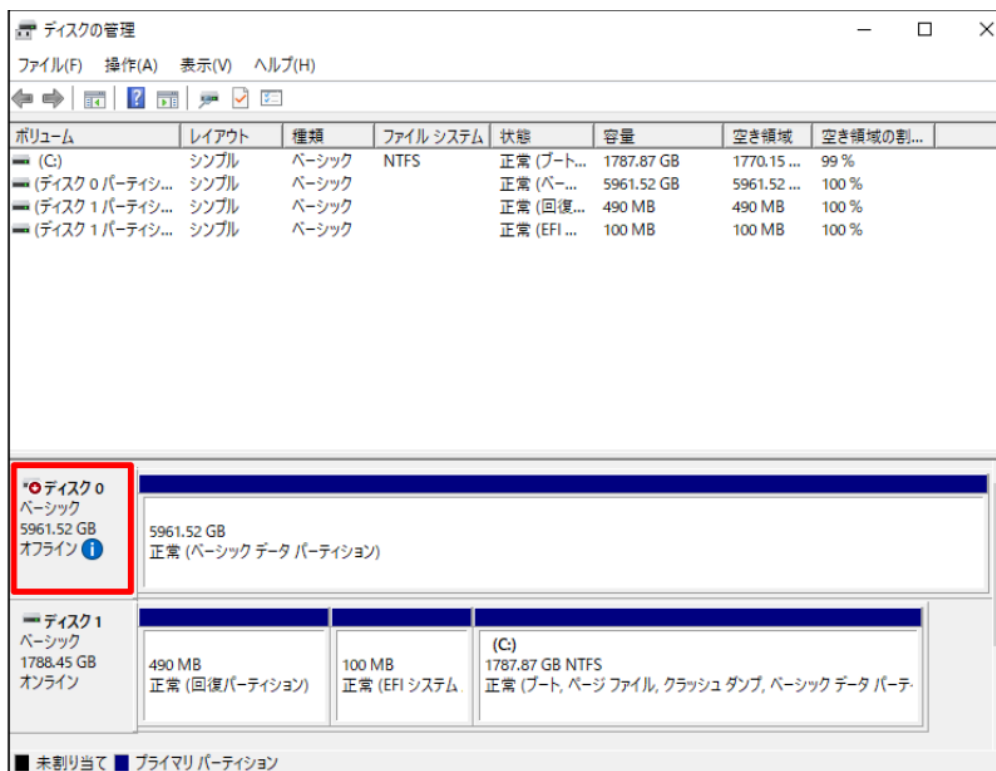 ディスクの管理
ファイル(F) 操作(A) 表示(V) ヘルプ(H)
ボリューム レイアウト 種類 ファイル システム 状態 容量 空き領域 空き領域の割...
(C:) シンプル ベーシック NTFS 正常 (ブート... 1787.87 GB 1770.15 ... 99 %
(ディスク 0 パーティシ... シンプル ベーシック 正常 (ベー... 5961.52 GB 5961.52 ... 100 %
(ディスク 1 パーティシ... シンプル ベーシック 正常 (回復... 490 MB 490 MB 100 %
(ディスク 1 パーティシ... シンプル ベーシック 正常 (EFI ... 100 MB 100 MB 100 %
ディスク 0
ベーシック
5961.52 GB
オフライン
5961.52 GB
正常 (ベーシック データ パーティション)
ディスク 1
ベーシック
1788.45 GB
オンライン
490 MB
正常 (回復パーティション)
100 MB
正常 (EFI システム
(C:)
1787.87 GB NTFS
正常 (ブート, ページ ファイル, クラッシュ ダンプ, ベーシック データ パーテ
未割り当て プライマリ パーティション